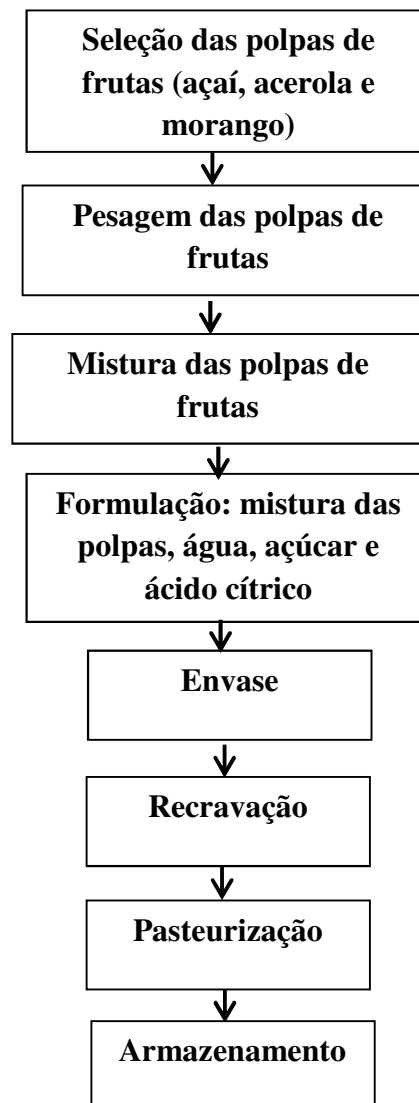 Seleção das polpas de
frutas (açaí, acerola e
morango)
Pesagem das polpas de
frutas
Mistura das polpas de
frutas
Formulação: mistura das
polpas, água, açúcar e
ácido cítrico
Envase
Recravação
Pasteurização
Armazenamento